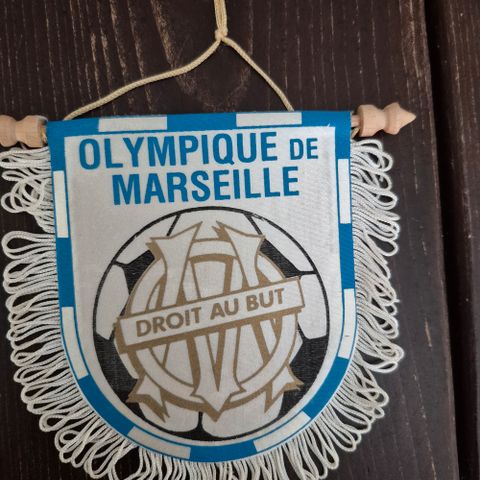 OLYMPIQUE DE
MARSEILLE
DROIT AU BUT